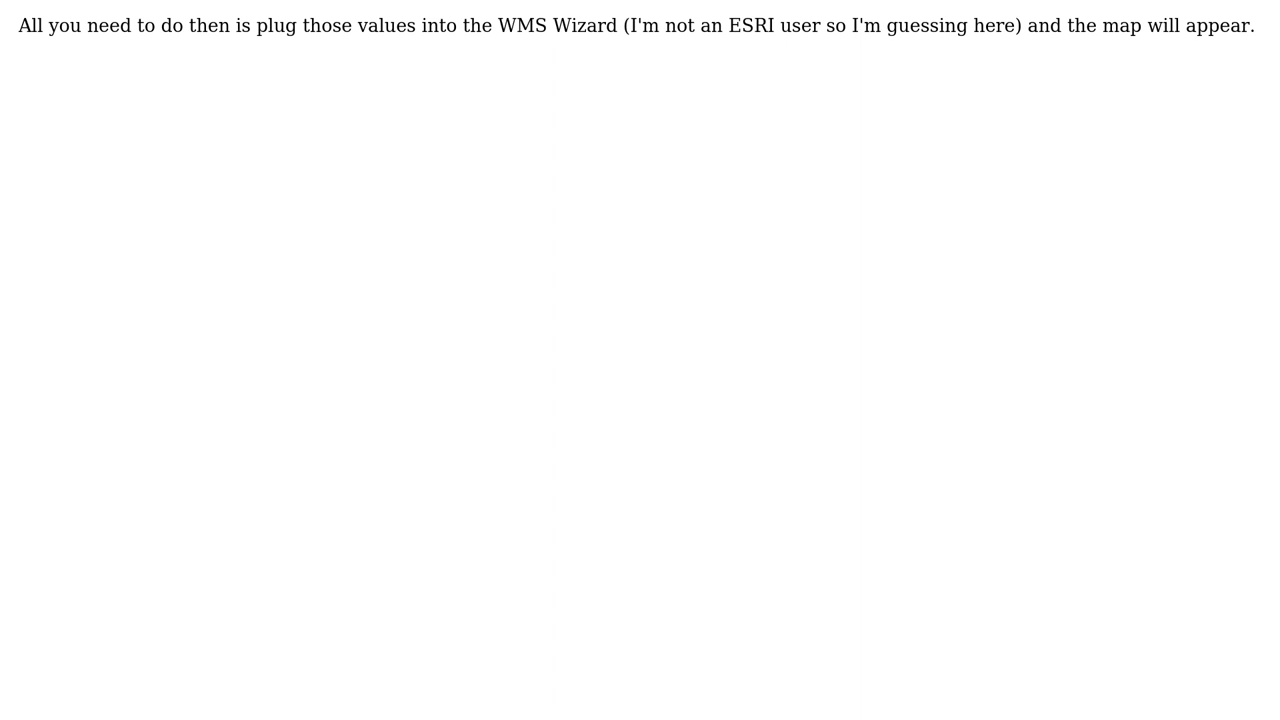 All you need to do then is plug those values into the WMS Wizard (I'm not an ESRI user so I'm guessing here) and the map will appear.